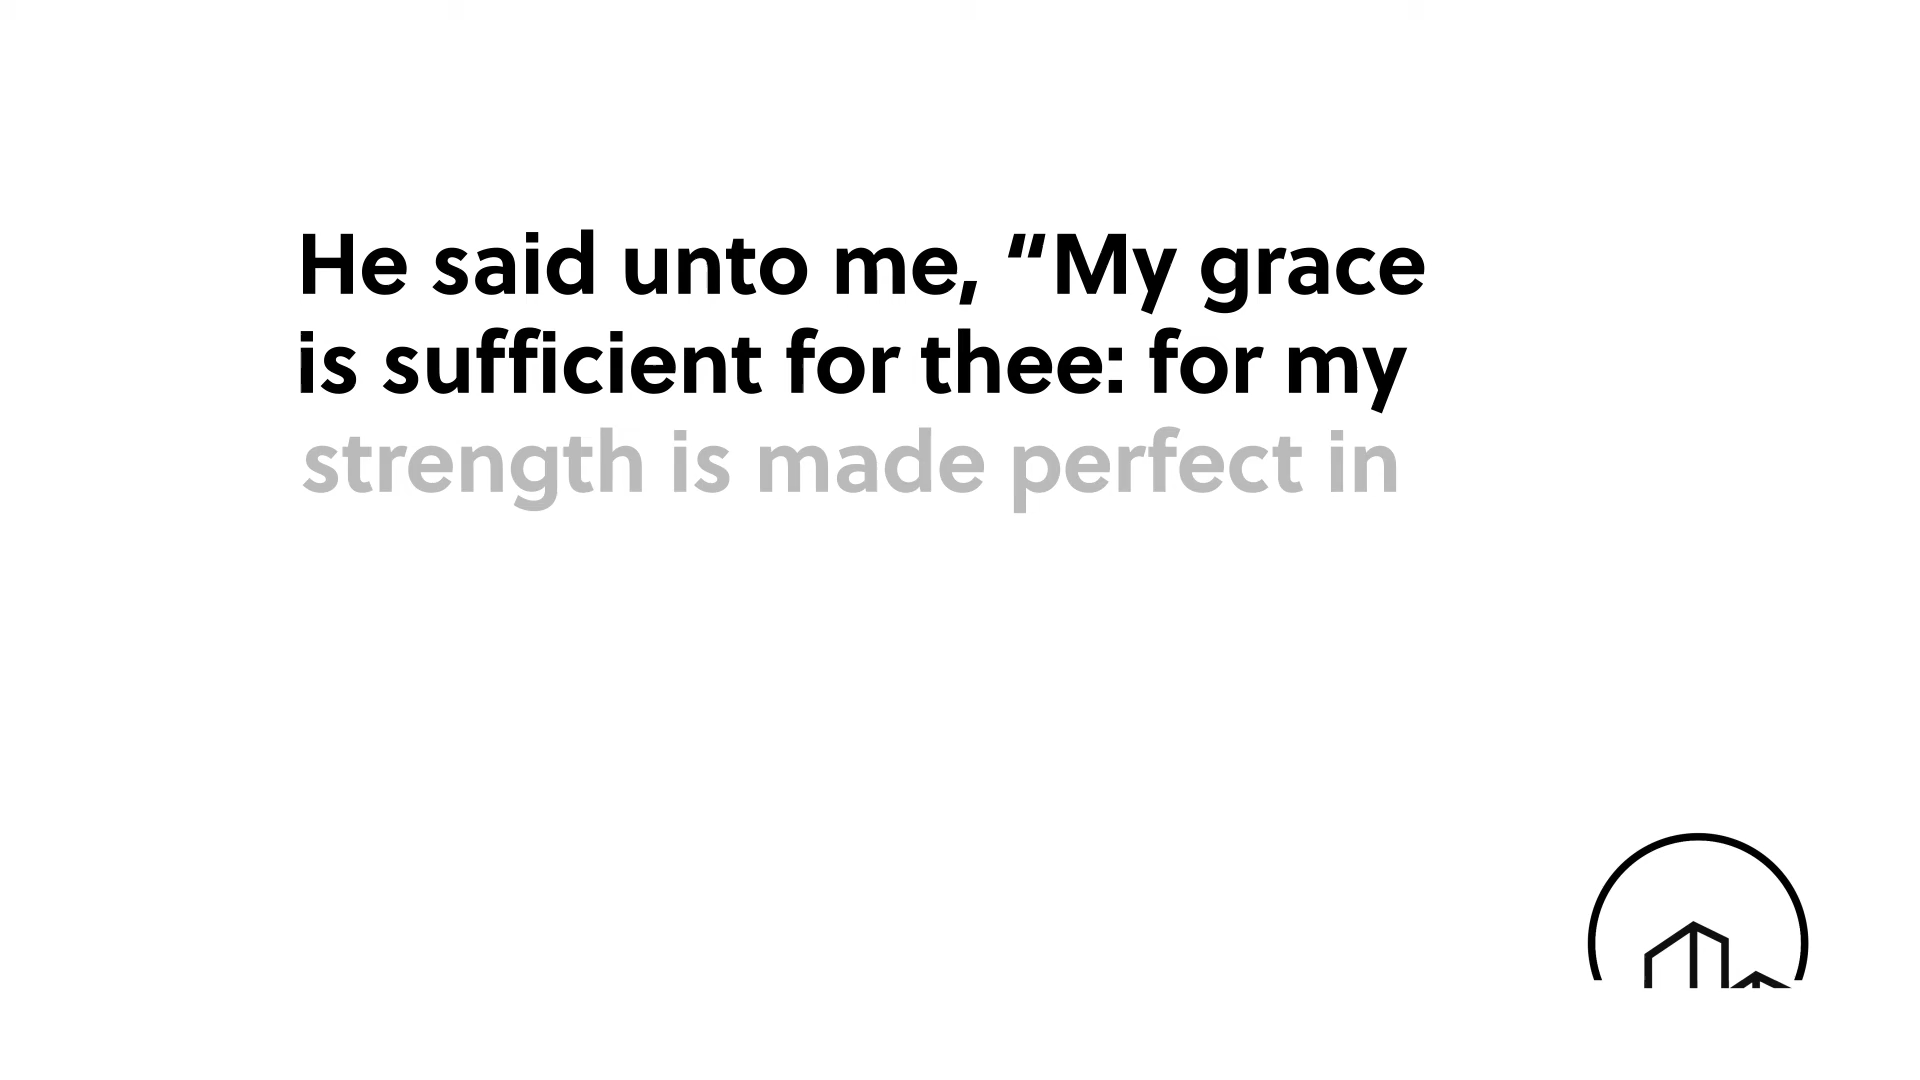 He said unto me, “My grace
is sufficient for thee: for my
strength is made perfect in